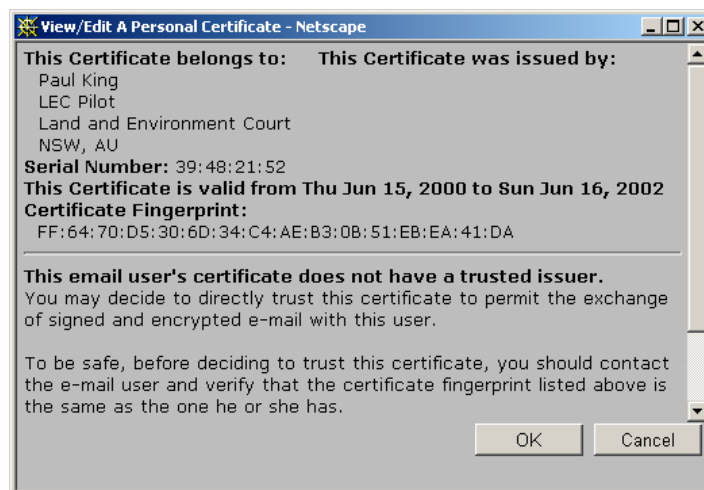 View/Edit A Personal Certificate - Netscape
This Certificate belongs to: This Certificate was issued by:
Paul King
LEC Pilot
Land and Environment Court
NSW, AU
Serial Number: 39:48:21:52
This Certificate is valid from Thu Jun 15, 2000 to Sun Jun 16, 2002
Certificate Fingerprint:
FF:64:70:D5:30:6D:34:C4:AE:B3:0B:51:EB:EA:41:DA
This email user's certificate does not have a trusted issuer.
You may decide to directly trust this certificate to permit the exchange
of signed and encrypted e-mail with this user.
To be safe, before deciding to trust this certificate, you should contact
the e-mail user and verify that the certificate fingerprint listed above is
the same as the one he or she has.
OK Cancel